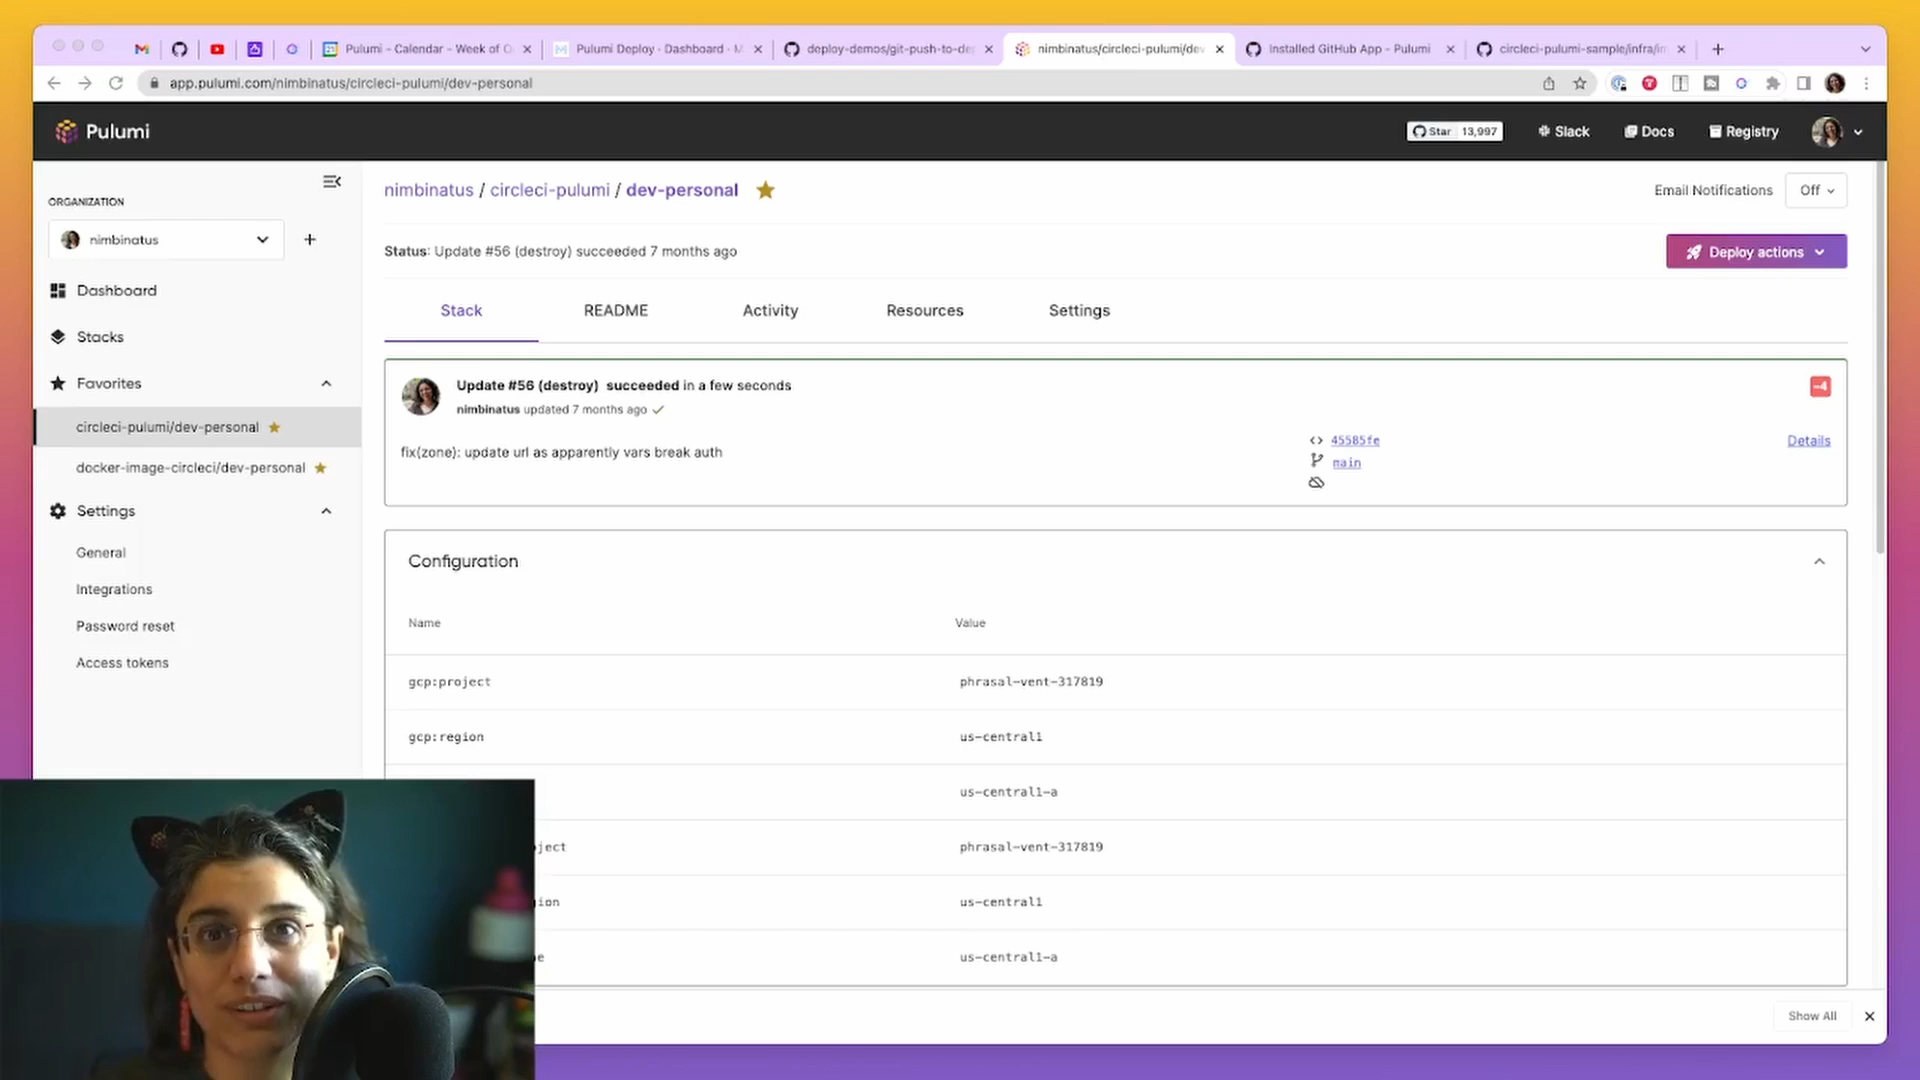 Pulumi - Calendar - Week of O
Pulumi Deploy · Dashboard · M
deploy-demos/git-push-to-de
nimbinatus/circleci-pulumi/dev
Installed GitHub App - Pulumi
circleci-pulumi-sample/infra/in
app.pulumi.com/nimbinatus/circleci-pulumi/dev-personal
Pulumi
Star 13,997
Slack
Docs
Registry
ORGANIZATION
nimbinatus
Dashboard
Stacks
Favorites
circleci-pulumi/dev-personal
docker-image-circleci/dev-personal
Settings
General
Integrations
Password reset
Access tokens
nimbinatus / circleci-pulumi / dev-personal
Email Notifications
Off
Status: Update #56 (destroy) succeeded 7 months ago
Deploy actions
Stack
README
Activity
Resources
Settings
Update #56 (destroy) succeeded in a few seconds
nimbinatus updated 7 months ago
−4
fix(zone): update url as apparently vars break auth
45585fe
main
Details
Configuration
Name Value
gcp:project phrasal-vent-317819
gcp:region us-central1
us-central1-a
oject phrasal-vent-317819
gion us-central1
ne us-central1-a
Show All